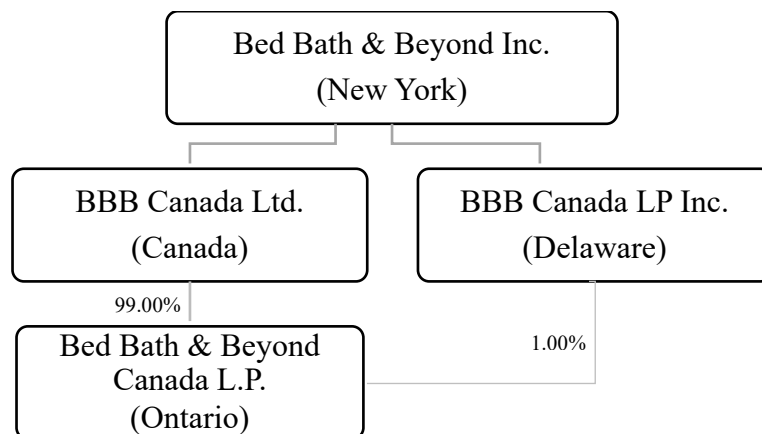 Bed Bath & Beyond Inc.
(New York)
BBB Canada Ltd.
(Canada)
BBB Canada LP Inc.
(Delaware)
99.00%
1.00%
Bed Bath & Beyond
Canada L.P.
(Ontario)